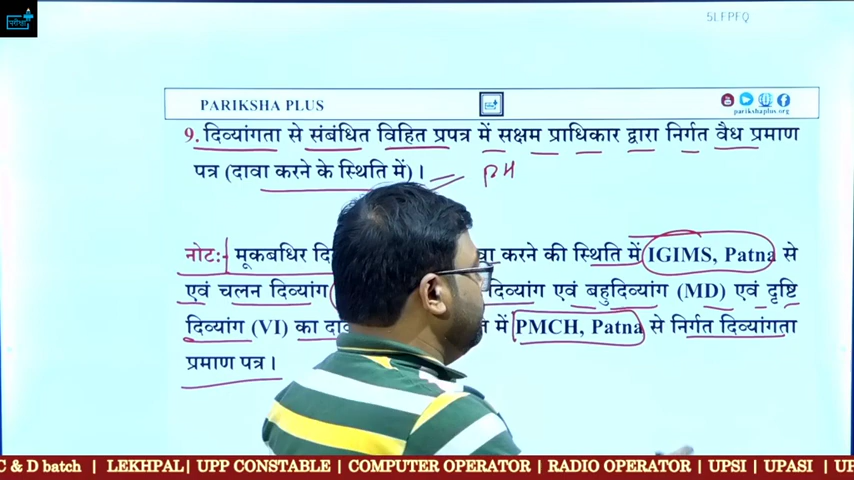 5LFPFQ
परीक्षा
PARIKSHA PLUS
parikshaplus.org
9. दिव्यांगता से संबंधित विहित प्रपत्र में सक्षम प्राधिकार द्वारा निर्गत वैध प्रमाण
पत्र (दावा करने के स्थिति में)।
PH
नोट:- मूकबधिर करने की स्थिति में IGIMS, Patna से
एवं चलन दिव्यांग दिव्यांग एवं बहुदिव्यांग (MD) एवं दृष्टि
दिव्यांग (VI) का में PMCH, Patna से निर्गत दिव्यांगता
प्रमाण पत्र।
C & D batch | LEKHPAL| UPP CONSTABLE | COMPUTER OPERATOR | RADIO OPERATOR | UPSI | UPASI | UP